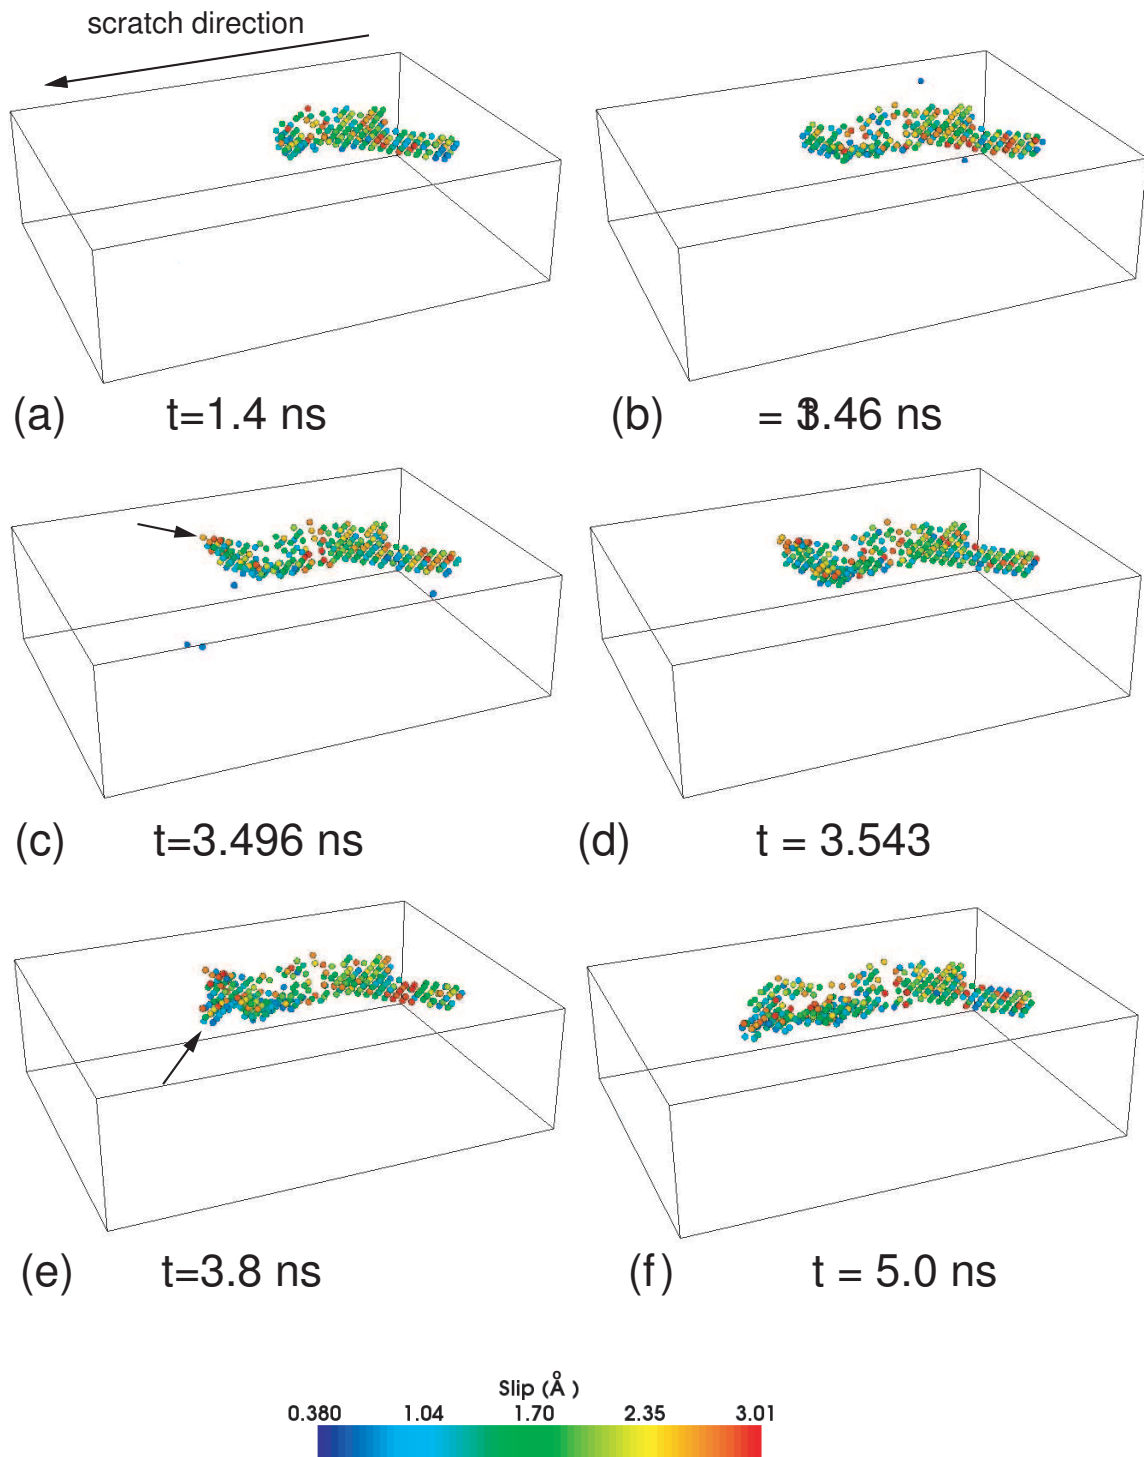 scratch direction
(a) t=1.4 ns
(b) = .46 ns
(c) t=3.496 ns
(d) t = 3.543
(e) t=3.8 ns
(f) t = 5.0 ns
Slip (Å)
0.380 1.04 1.70 2.35 3.01